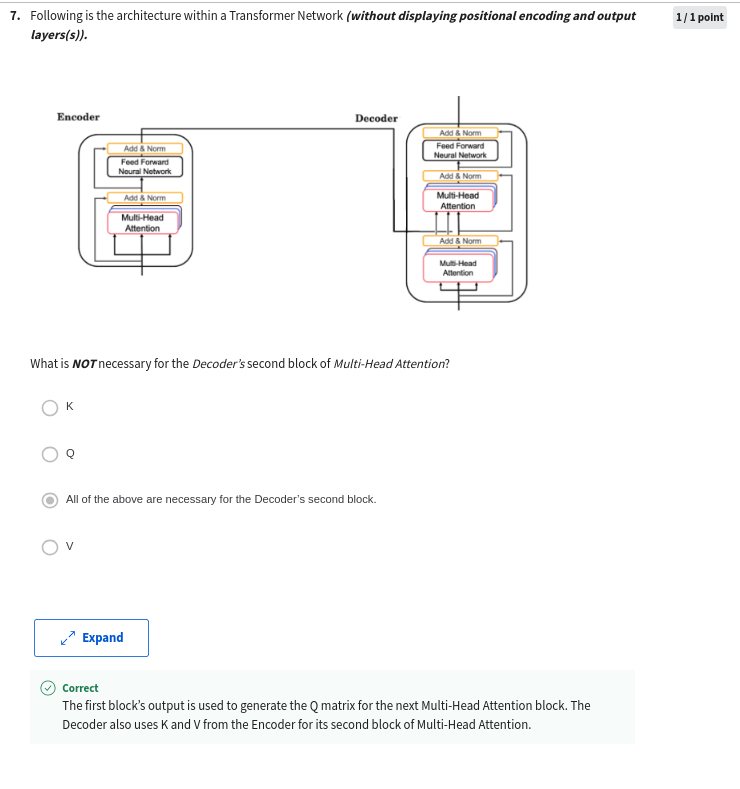 7. Following is the architecture within a Transformer Network (without displaying positional encoding and output
layers(s)).
1 / 1 point
Encoder
Decoder
Add & Norm
Feed Forward
Neural Network
Add & Norm
Multi-Head
Attention
Add & Norm
Feed Forward
Neural Network
Add & Norm
Multi-Head
Attention
Add & Norm
Multi-Head
Attention
What is NOT necessary for the Decoder's second block of Multi-Head Attention?
K
Q
All of the above are necessary for the Decoder's second block.
V
Expand
Correct
The first block's output is used to generate the Q matrix for the next Multi-Head Attention block. The
Decoder also uses K and V from the Encoder for its second block of Multi-Head Attention.